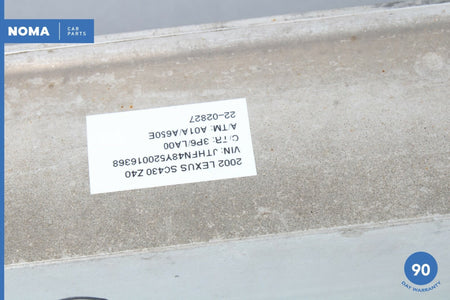 NOMA CAR
PARTS
2002 LEXUS SC430 Z40
VIN: JTHFN48Y520016368
C/TR: 3P6/LA00
A/TM: A01A/A650E
22-02827
90
DAY WARRANTY